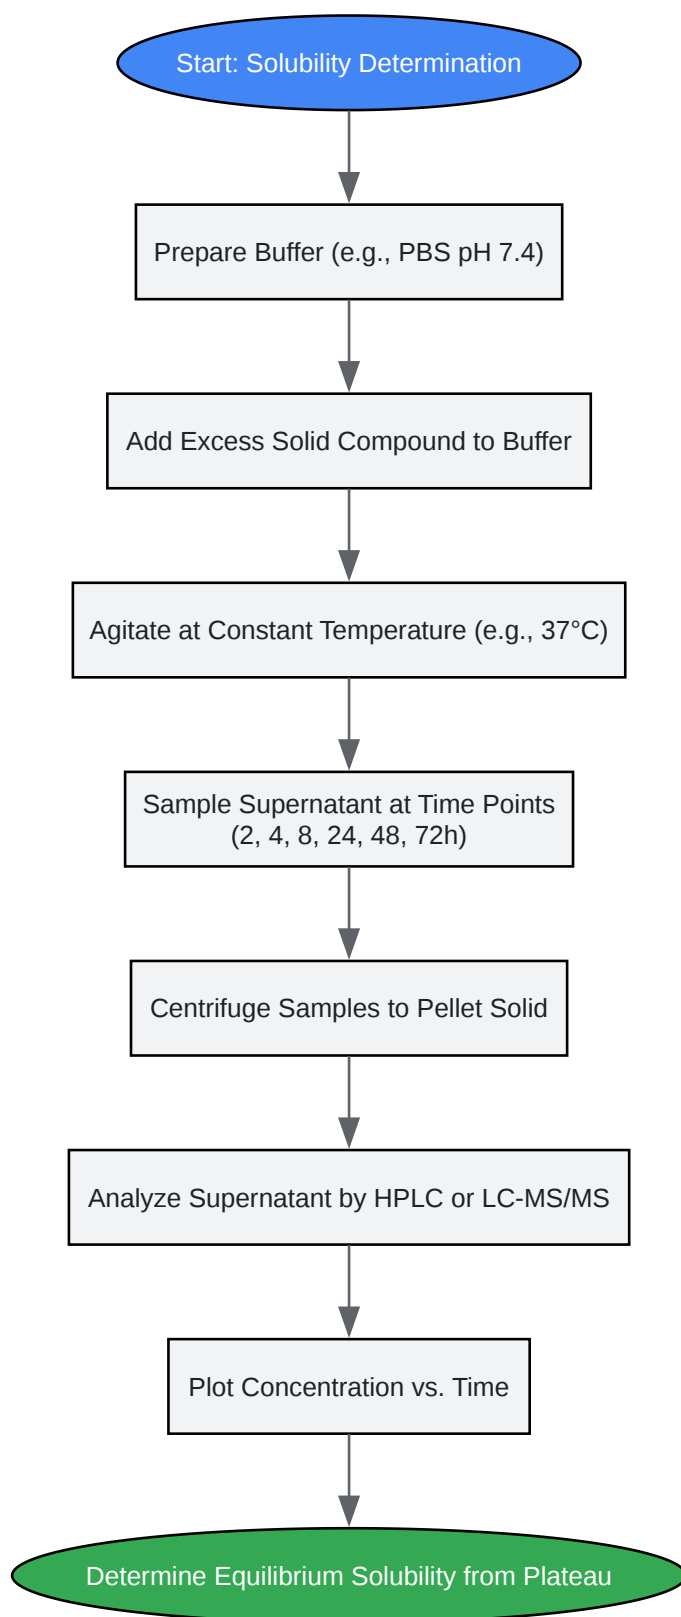 Start: Solubility Determination
Prepare Buffer (e.g., PBS pH 7.4)
Add Excess Solid Compound to Buffer
Agitate at Constant Temperature (e.g., 37°C)
Sample Supernatant at Time Points
(2, 4, 8, 24, 48, 72h)
Centrifuge Samples to Pellet Solid
Analyze Supernatant by HPLC or LC-MS/MS
Plot Concentration vs. Time
Determine Equilibrium Solubility from Plateau